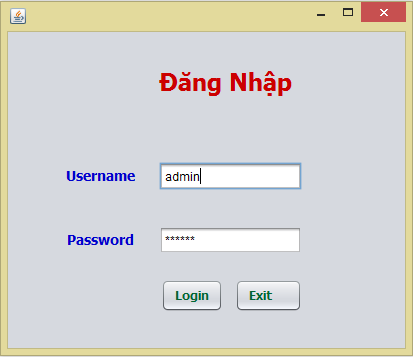 Đăng Nhập
Username
admin
Password
******
Login
Exit